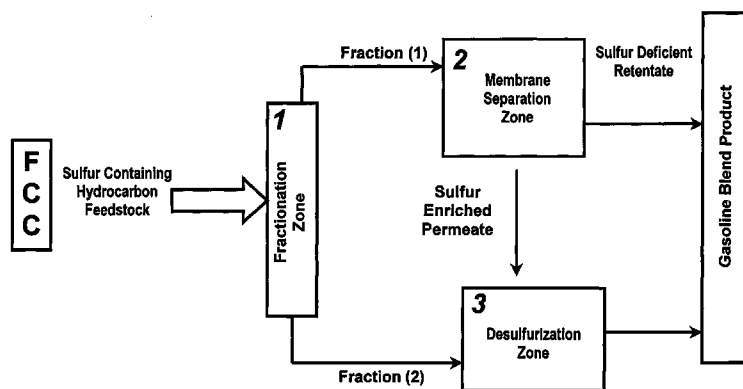 F
C
C
Sulfur Containing
Hydrocarbon
Feedstock
1
Fractionation
Zone
Fraction (1)
2
Membrane
Separation
Zone
Sulfur Deficient
Retentate
Sulfur
Enriched
Permeate
3
Desulfurization
Zone
Fraction (2)
Gasoline Blend Product